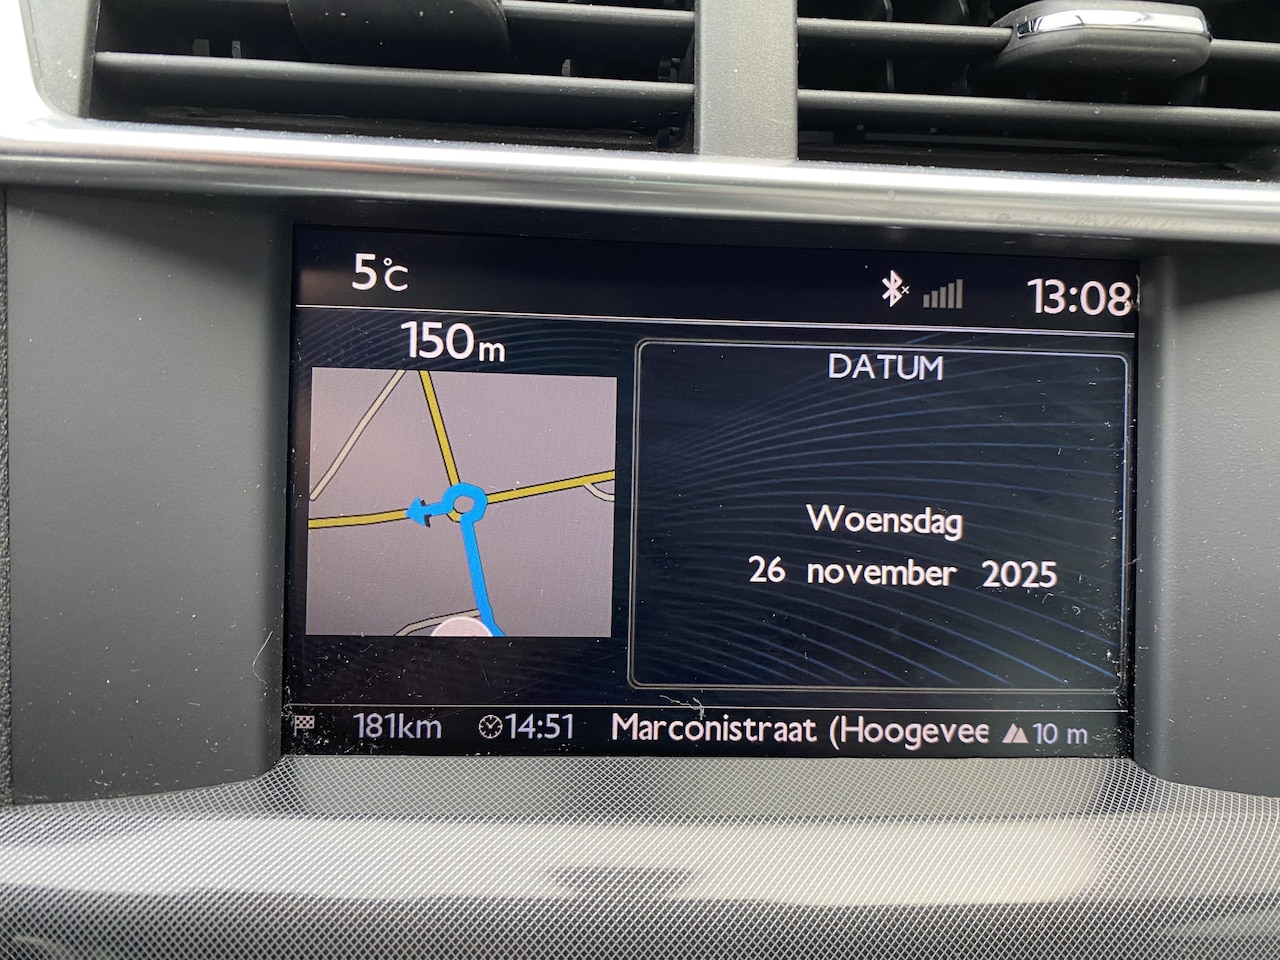 5°C
13:08
150m
DATUM
Woensdag
26 november 2025
181km 14:51 Marconistraat (Hoogevee 10 m